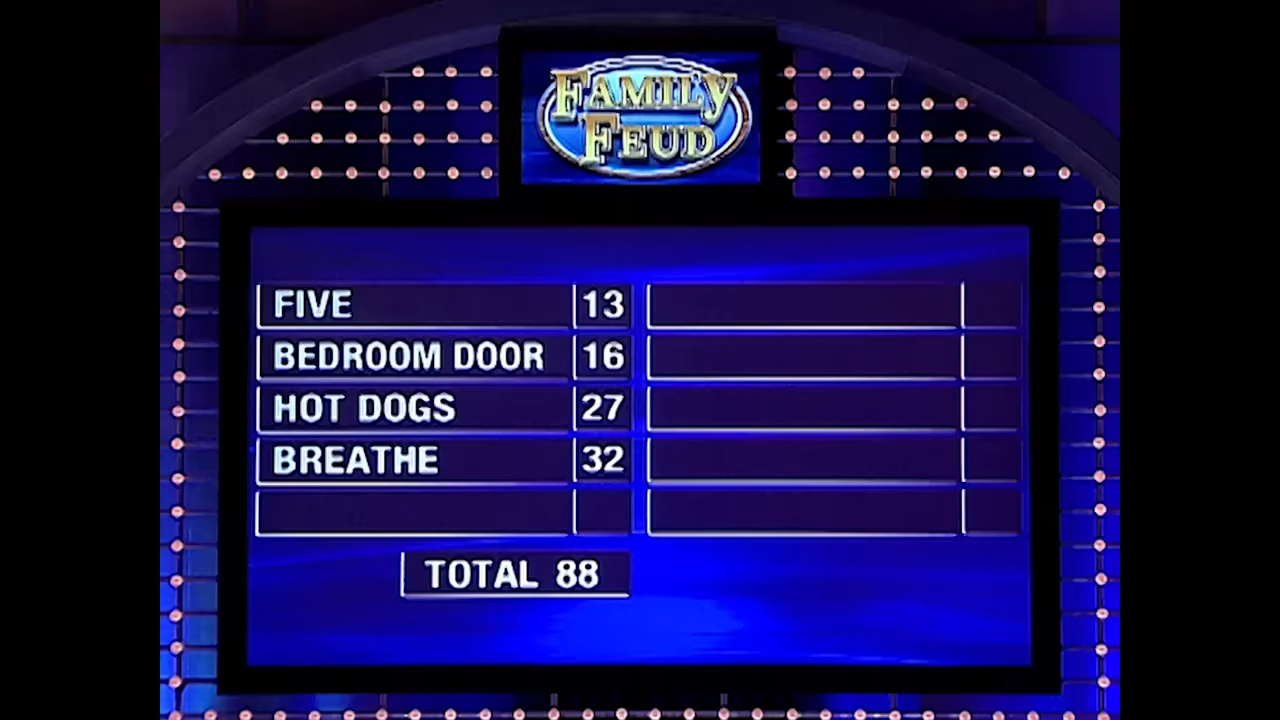 FAMILY
FEUD
FIVE 13
BEDROOM DOOR 16
HOT DOGS 27
BREATHE 32
TOTAL 88